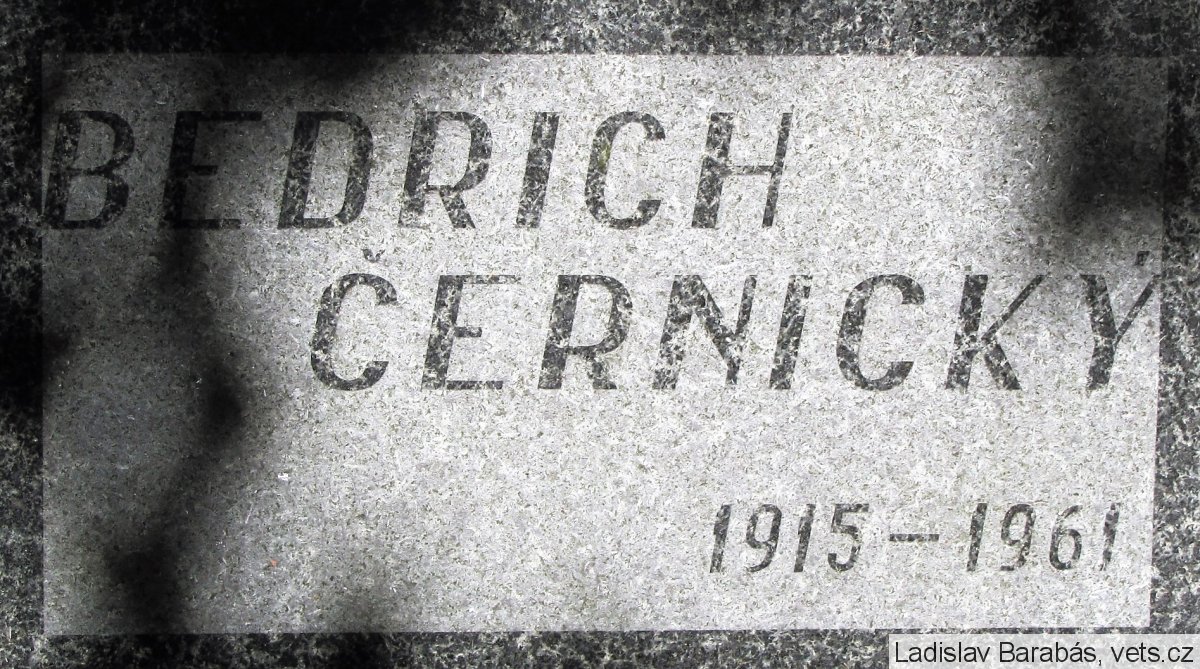 BEDRICH
ČERNICKÝ
1915 – 1961
Ladislav Barabás, vets.cz